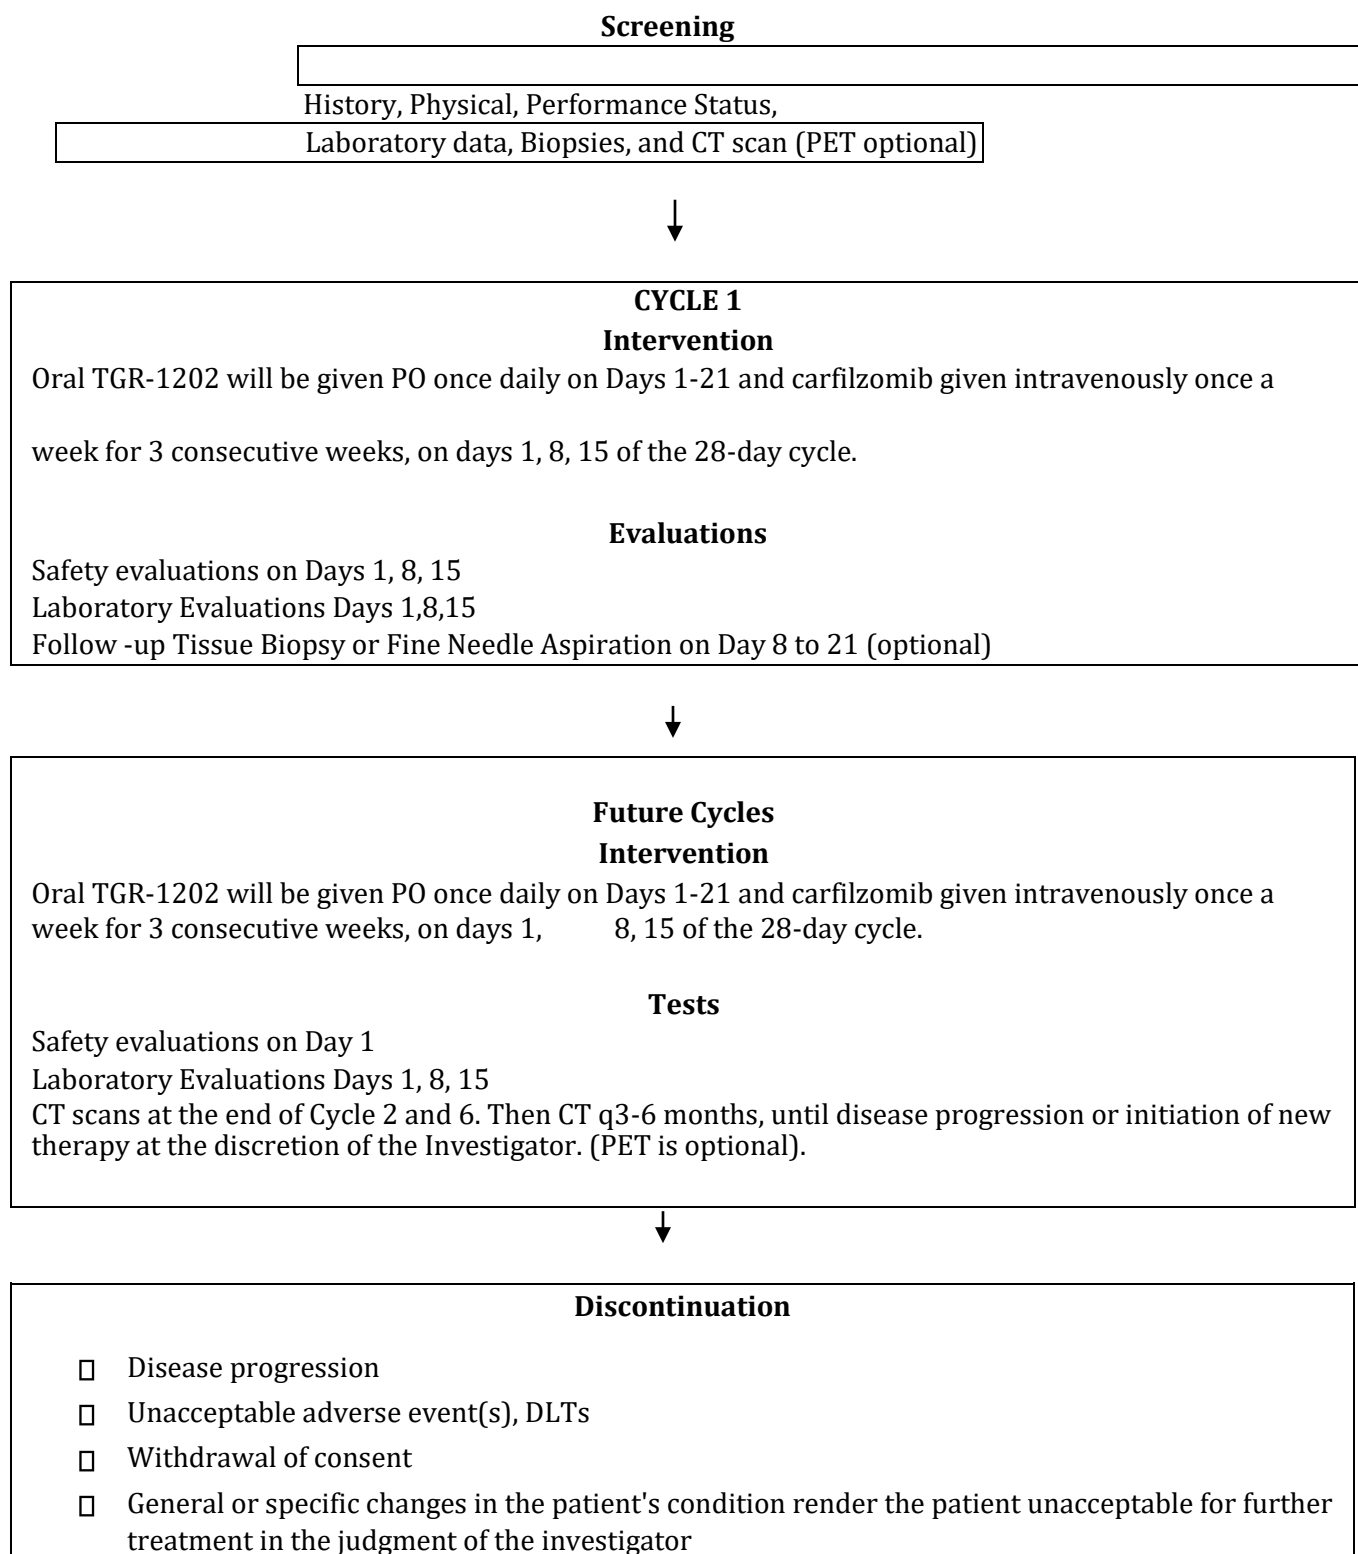 Screening
History, Physical, Performance Status,
Laboratory data, Biopsies, and CT scan (PET optional)
CYCLE 1
Intervention
Oral TGR-1202 will be given PO once daily on Days 1-21 and carfilzomib given intravenously once a
week for 3 consecutive weeks, on days 1, 8, 15 of the 28-day cycle.
Evaluations
Safety evaluations on Days 1, 8, 15
Laboratory Evaluations Days 1,8,15
Follow -up Tissue Biopsy or Fine Needle Aspiration on Day 8 to 21 (optional)
Future Cycles
Intervention
Oral TGR-1202 will be given PO once daily on Days 1-21 and carfilzomib given intravenously once a
week for 3 consecutive weeks, on days 1, 8, 15 of the 28-day cycle.
Tests
Safety evaluations on Day 1
Laboratory Evaluations Days 1, 8, 15
CT scans at the end of Cycle 2 and 6. Then CT q3-6 months, until disease progression or initiation of new
therapy at the discretion of the Investigator. (PET is optional).
Discontinuation
Disease progression
Unacceptable adverse event(s), DLTs
Withdrawal of consent
General or specific changes in the patient's condition render the patient unacceptable for further
treatment in the judgment of the investigator